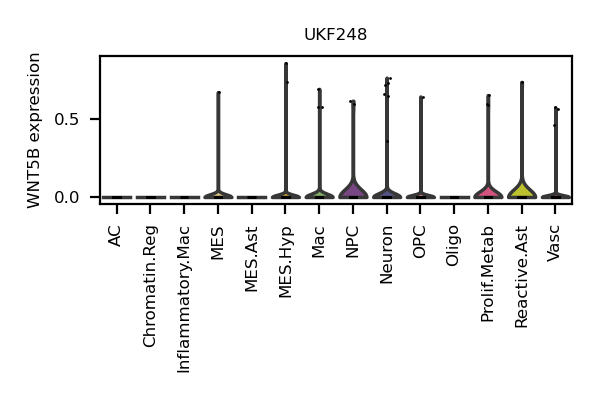 UKF248
WNT5B expression
0.5
0.0
AC
Chromatin.Reg
Inflammatory.Mac
MES
MES.Ast
MES.Hyp
Mac
NPC
Neuron
OPC
Oligo
Prolif.Metab
Reactive.Ast
Vasc